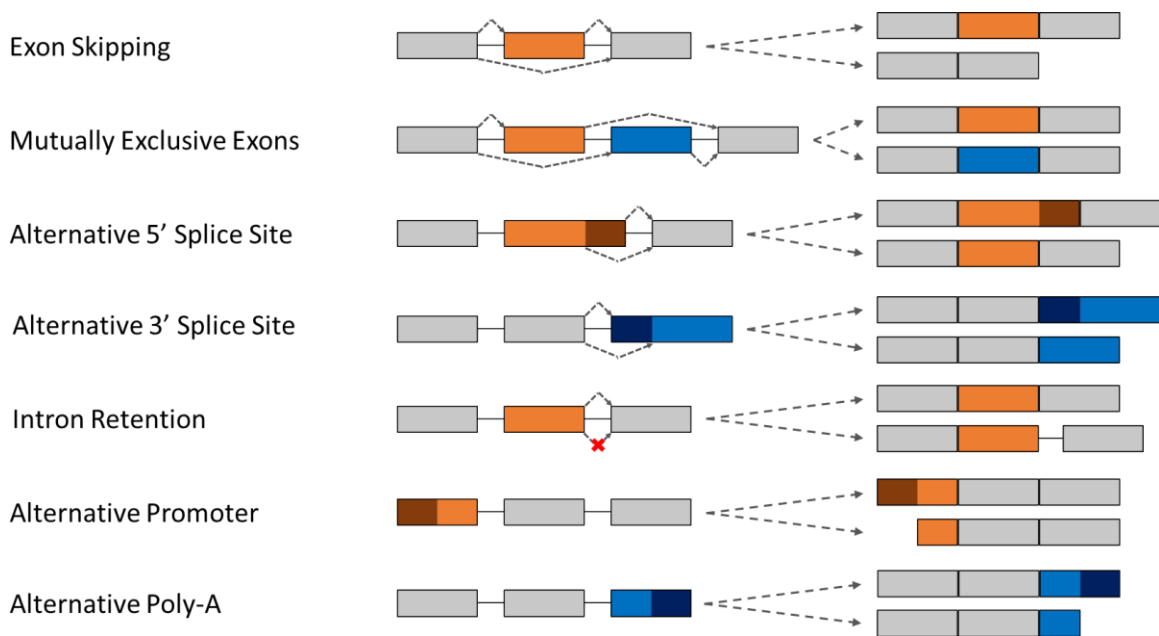 Exon Skipping
Mutually Exclusive Exons
Alternative 5’ Splice Site
Alternative 3’ Splice Site
Intron Retention
Alternative Promoter
Alternative Poly-A